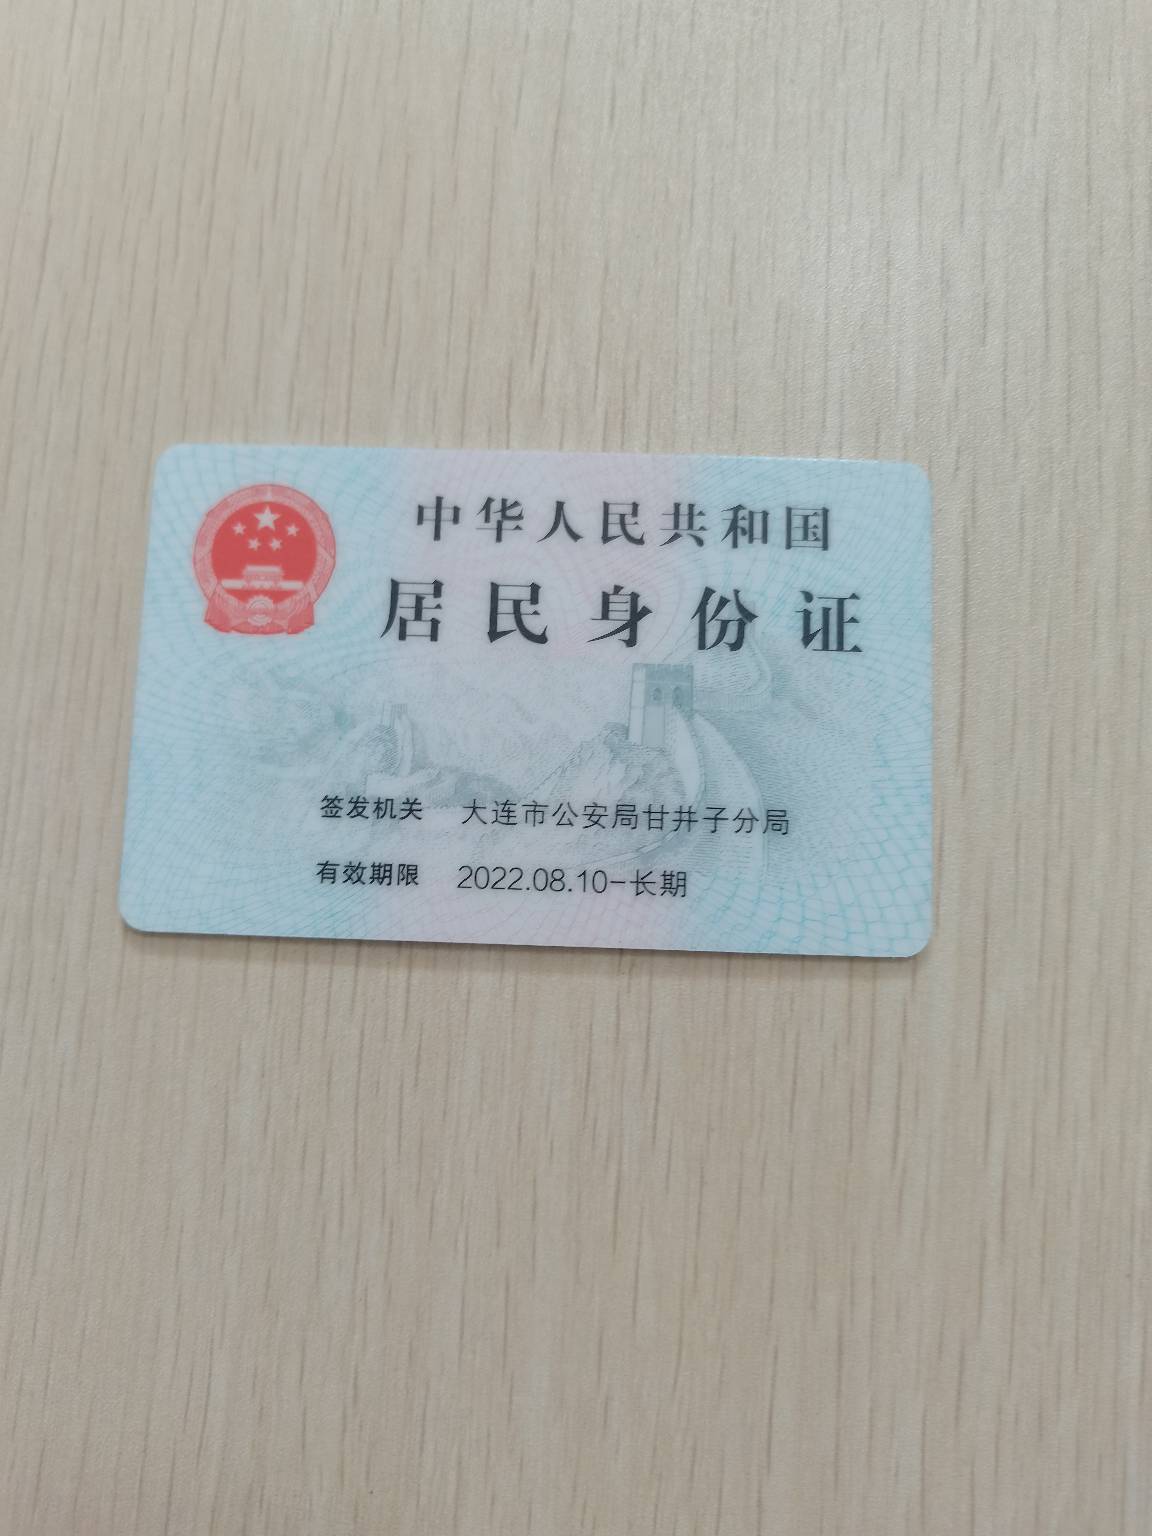 中华人民共和国
居民身份证
签发机关 大连市公安局甘井子分局
有效期限 2022.08.10-长期